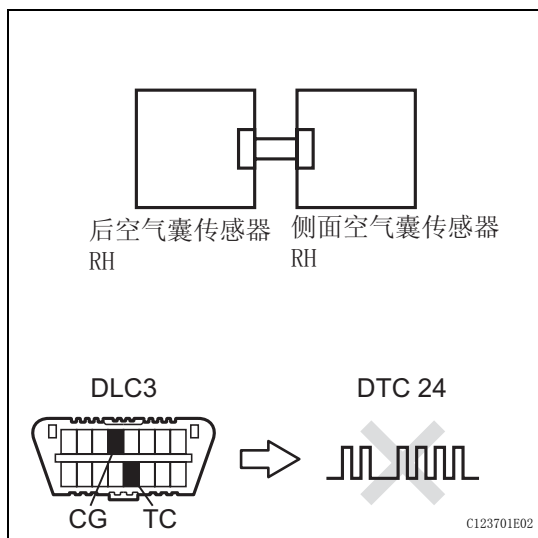 后空气囊传感器
RH
侧面空气囊传感器
RH
DLC3
DTC 24
CG
TC
C123701E02